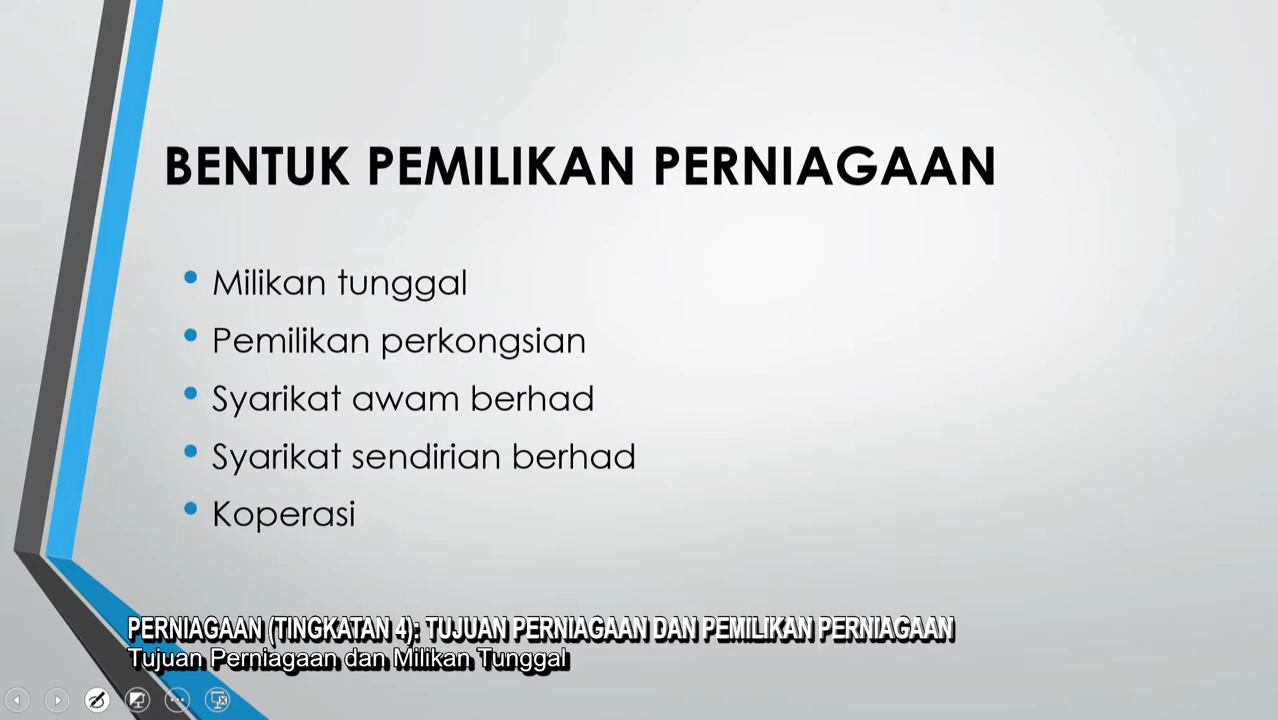 BENTUK PEMILIKAN PERNIAGAAN
• Milikan tunggal
• Pemilikan perkongsian
• Syarikat awam berhad
• Syarikat sendirian berhad
• Koperasi
PERNIAGAAN (TINGKATAN 4): TUJUAN PERNIAGAAN DAN PEMILIKAN PERNIAGAAN
Tujuan Perniagaan dan Milikan Tunggal